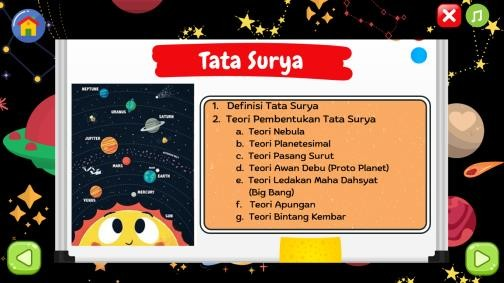 Tata Surya
NEPTUNE
URANUS
SATURN
JUPITER
MARS
EARTH
MERCURY
VENUS
SUN
1. Definisi Tata Surya
2. Teori Pembentukan Tata Surya
a. Teori Nebula
b. Teori Planetesimal
c. Teori Pasang Surut
d. Teori Awan Debu (Proto Planet)
e. Teori Ledakan Maha Dahsyat
(Big Bang)
f. Teori Apungan
g. Teori Bintang Kembar